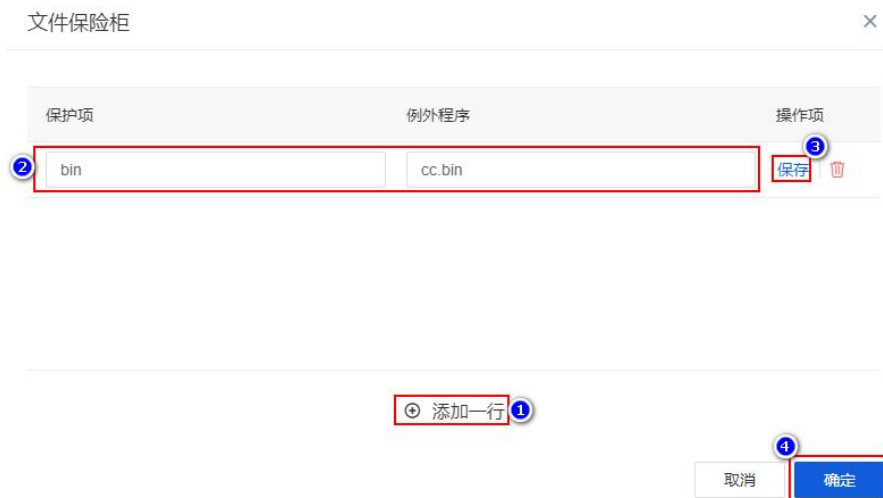 文件保险柜
保护项 例外程序 操作项
2 bin cc.bin 保存 3
添加一行 1
4
取消 确定